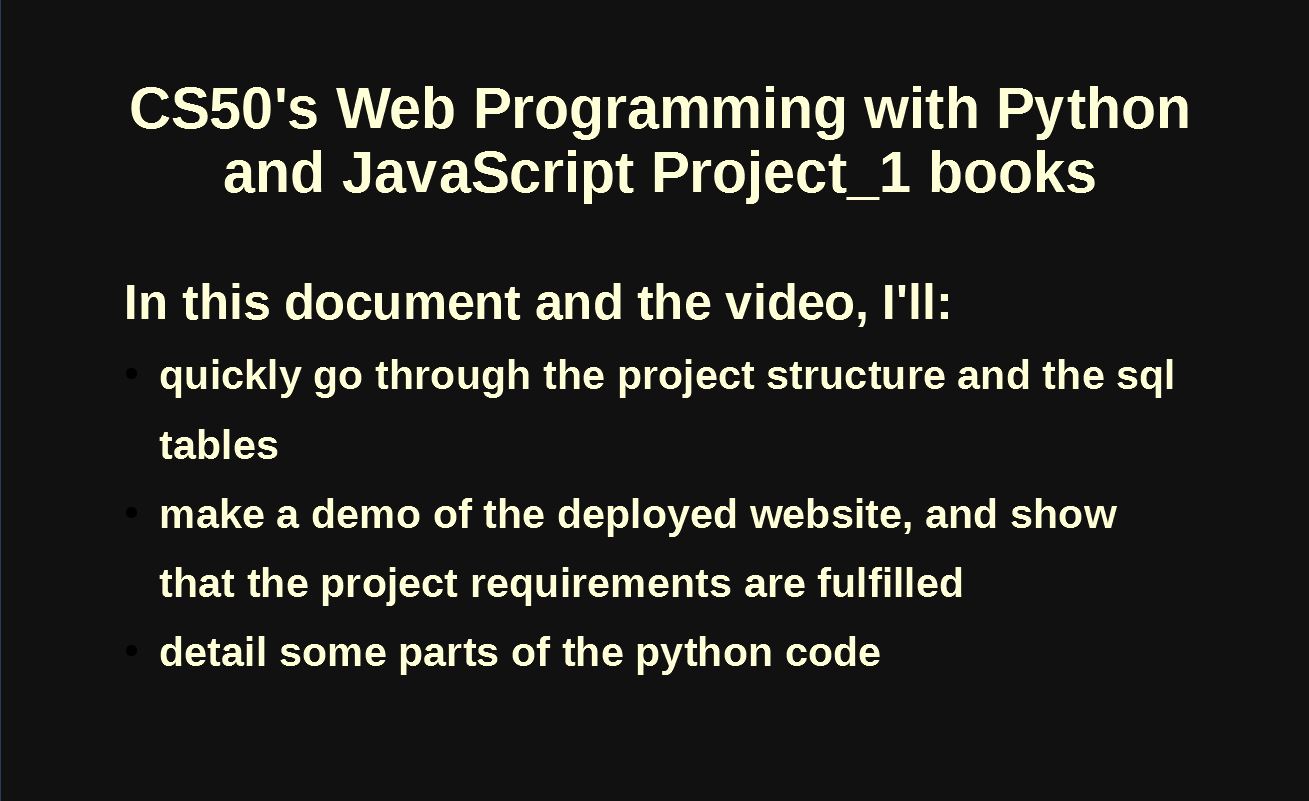 CS50's Web Programming with Python
and JavaScript Project_1 books
In this document and the video, I'll:
• quickly go through the project structure and the sql
tables
• make a demo of the deployed website, and show
that the project requirements are fulfilled
• detail some parts of the python code